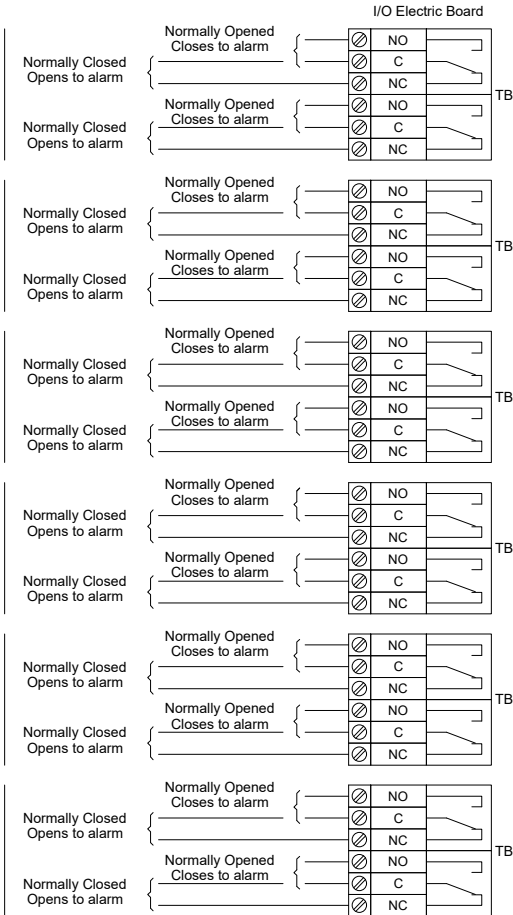 I/O Electric Board
Normally Opened
Closes to alarm
NO
Normally Closed
Opens to alarm
C
NC
TB
Normally Opened
Closes to alarm
NO
Normally Closed
Opens to alarm
C
NC
Normally Opened
Closes to alarm
NO
Normally Closed
Opens to alarm
C
NC
TB
Normally Opened
Closes to alarm
NO
Normally Closed
Opens to alarm
C
NC
Normally Opened
Closes to alarm
NO
Normally Closed
Opens to alarm
C
NC
TB
Normally Opened
Closes to alarm
NO
Normally Closed
Opens to alarm
C
NC
Normally Opened
Closes to alarm
NO
Normally Closed
Opens to alarm
C
NC
TB
Normally Opened
Closes to alarm
NO
Normally Closed
Opens to alarm
C
NC
Normally Opened
Closes to alarm
NO
Normally Closed
Opens to alarm
C
NC
TB
Normally Opened
Closes to alarm
NO
Normally Closed
Opens to alarm
C
NC
Normally Opened
Closes to alarm
NO
Normally Closed
Opens to alarm
C
NC
TB
Normally Opened
Closes to alarm
NO
Normally Closed
Opens to alarm
C
NC